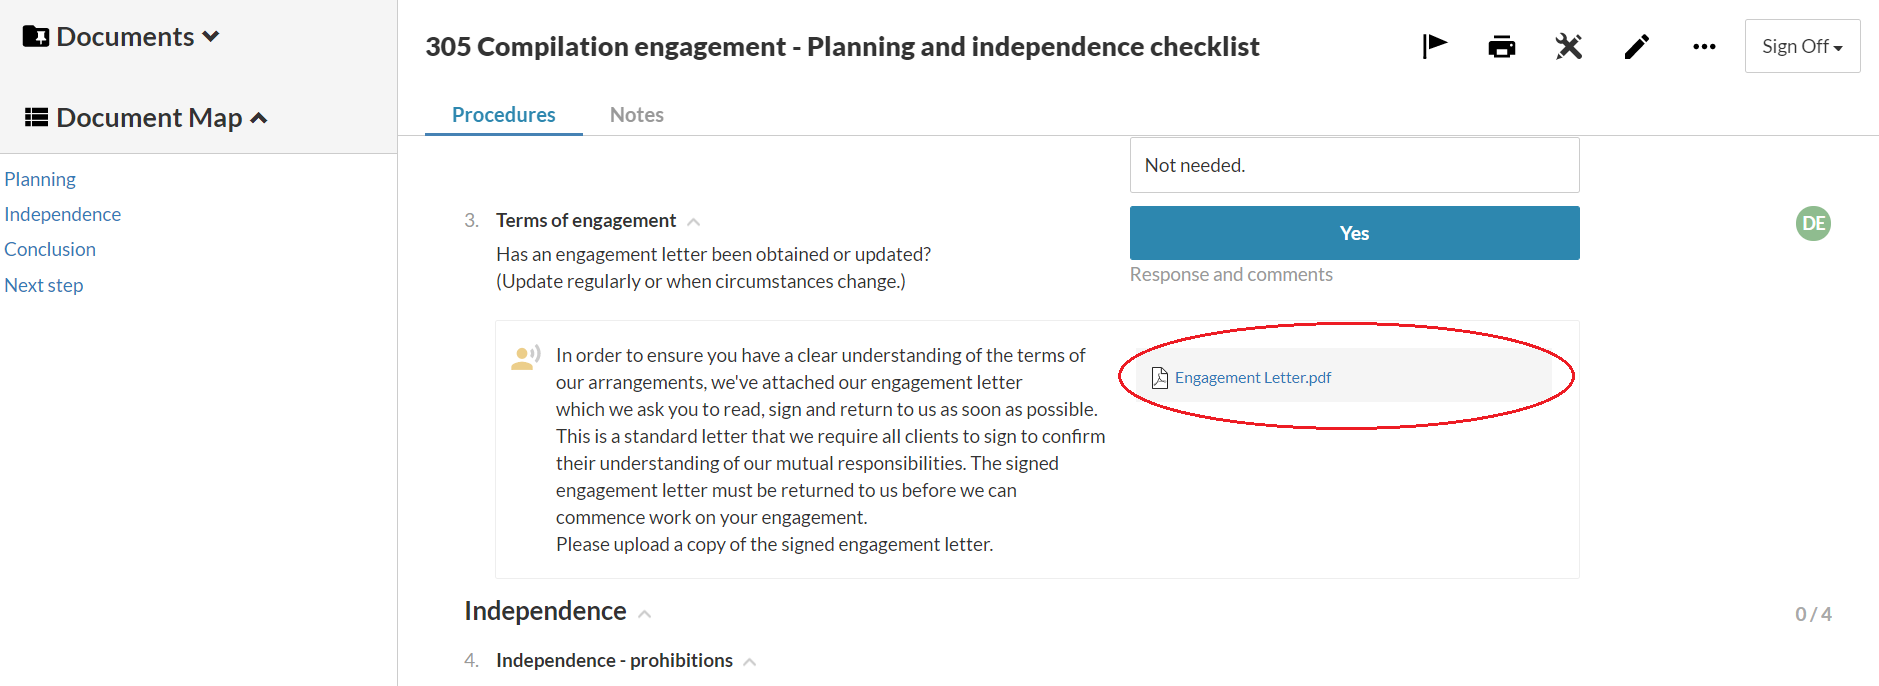 Documents
Document Map
Planning
Independence
Conclusion
Next step
305 Compilation engagement - Planning and independence checklist
Sign Off
Procedures
Notes
Not needed.
3. Terms of engagement
Has an engagement letter been obtained or updated?
(Update regularly or when circumstances change.)
Yes
Response and comments
DE
In order to ensure you have a clear understanding of the terms of
our arrangements, we've attached our engagement letter
which we ask you to read, sign and return to us as soon as possible.
This is a standard letter that we require all clients to sign to confirm
their understanding of our mutual responsibilities. The signed
engagement letter must be returned to us before we can
commence work on your engagement.
Please upload a copy of the signed engagement letter.
Engagement Letter.pdf
Independence
0 / 4
4. Independence - prohibitions